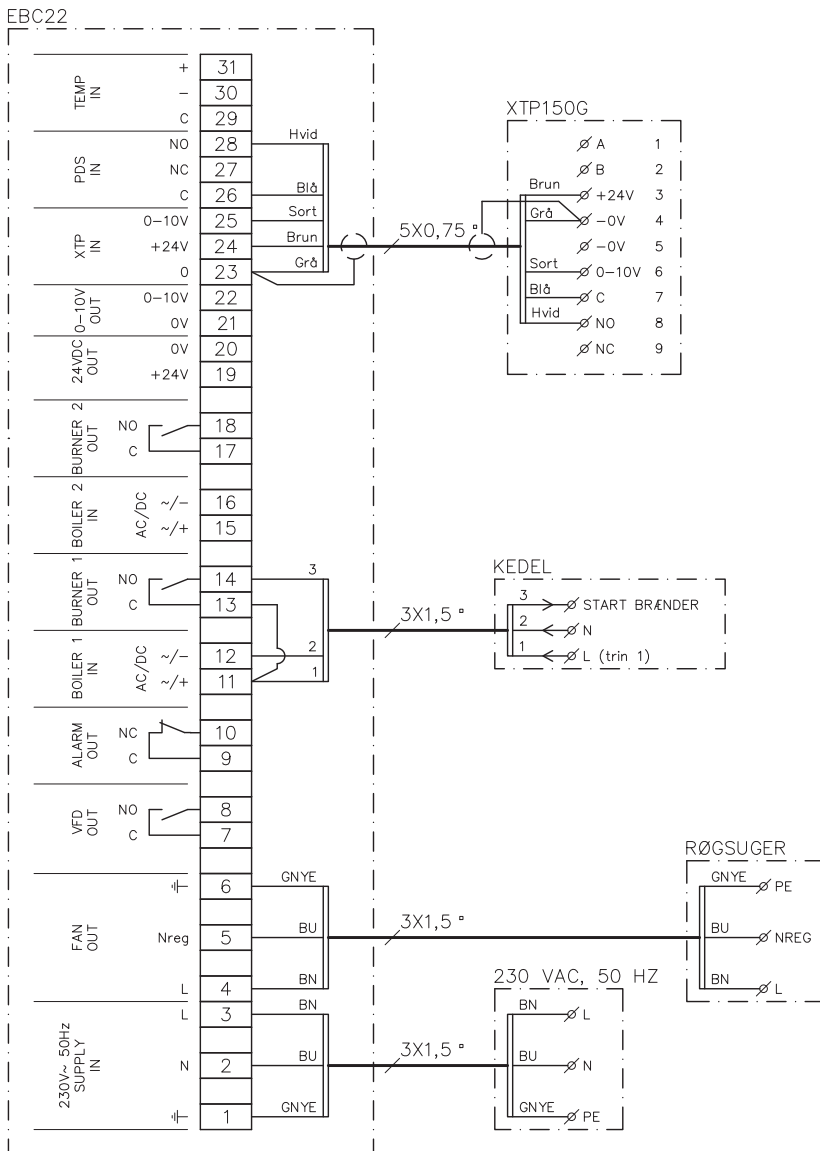 EBC22
TEMP IN
+ 31
− 30
C 29
PDS IN
NO 28 Hvid
NC 27
C 26 Blå
XTP IN
0−10V 25 Sort
+24V 24 Brun
0 23 Grå
0−10V OUT
0−10V 22
0V 21
24VDC OUT
0V 20
+24V 19
BURNER 2 OUT
NO 18
C 17
BOILER 2 IN
AC/DC
~/− 16
~/+ 15
BURNER 1 OUT
NO 14 3
C 13
BOILER 1 IN
AC/DC
~/− 12 2
~/+ 11 1
ALARM OUT
NC 10
C 9
VFD OUT
NO 8
C 7
FAN OUT
6 GNYE
Nreg 5 BU
L 4 BN
230V~ 50Hz SUPPLY IN
L 3 BN
N 2 BU
1 GNYE
5X0,75 ▫
XTP150G
A 1
B 2
Brun +24V 3
Grå −0V 4
−0V 5
Sort 0−10V 6
Blå C 7
Hvid NO 8
NC 9
3X1,5 ▫
KEDEL
3 START BRÆNDER
2 N
1 L (trin 1)
3X1,5 ▫
RØGSUGER
GNYE PE
BU NREG
BN L
3X1,5 ▫
230 VAC, 50 HZ
BN L
BU N
GNYE PE